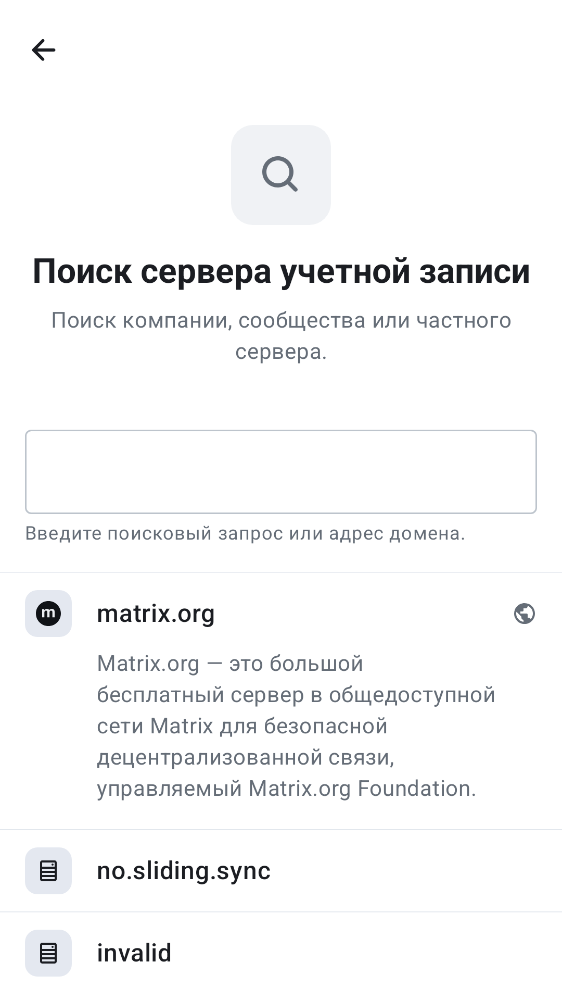 Поиск сервера учетной записи
Поиск компании, сообщества или частного
сервера.
Введите поисковый запрос или адрес домена.
m
matrix.org
Matrix.org — это большой
бесплатный сервер в общедоступной
сети Matrix для безопасной
децентрализованной связи,
управляемый Matrix.org Foundation.
no.sliding.sync
invalid